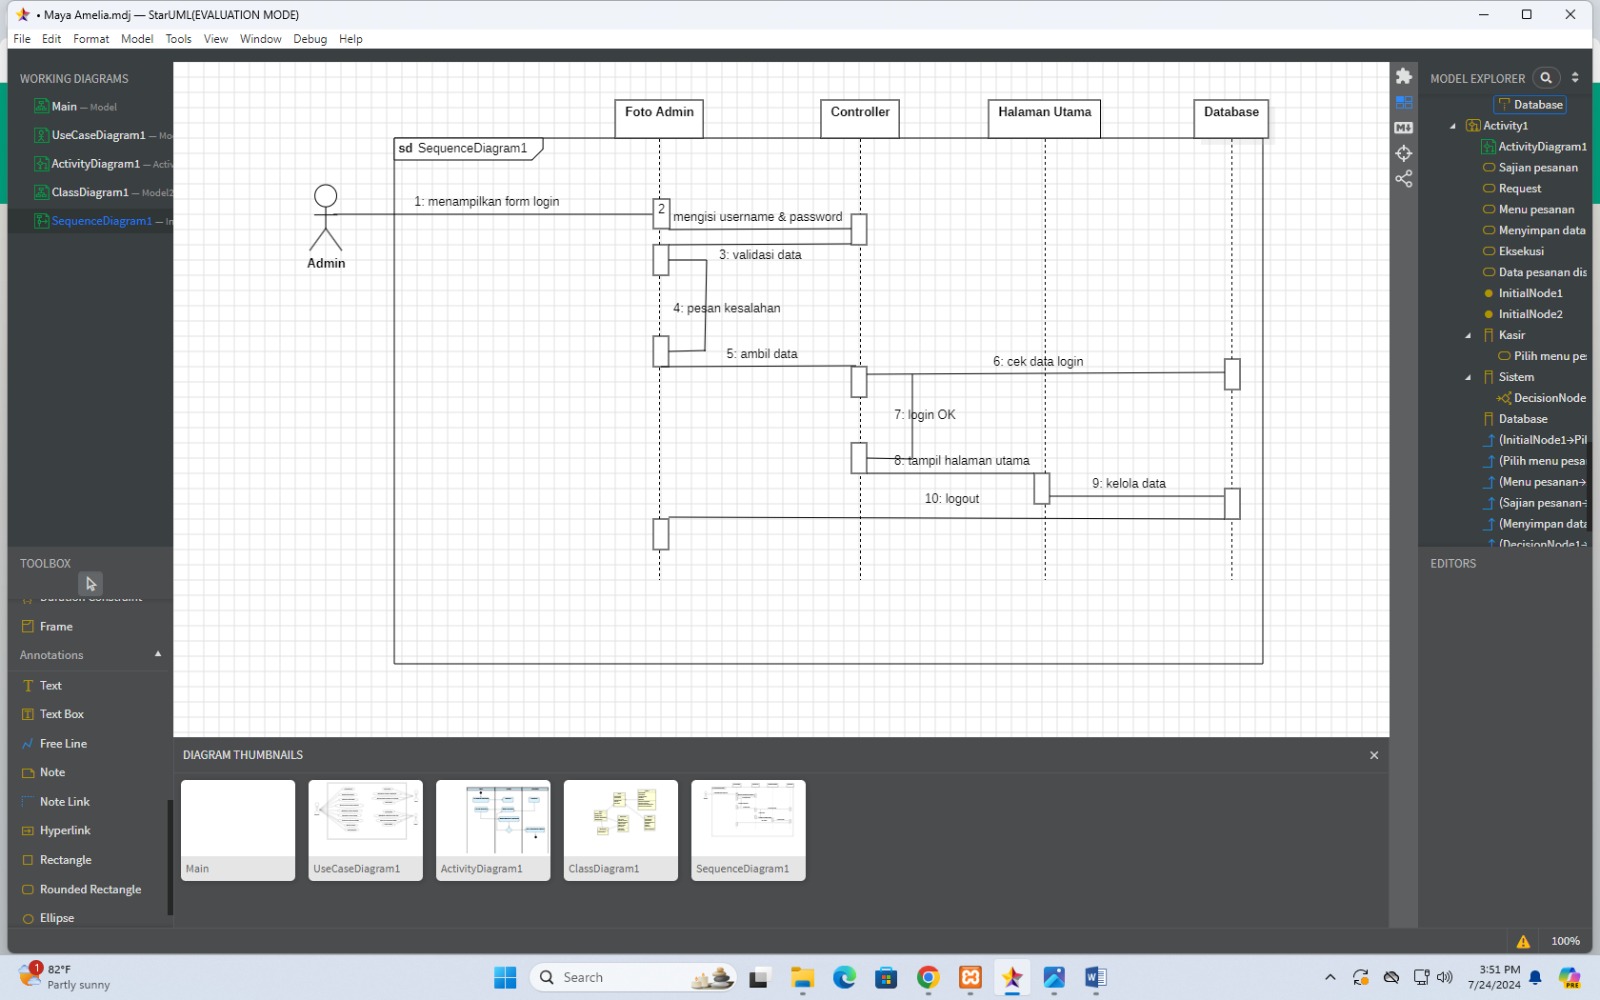 • Maya Amelia.mdj — StarUML(EVALUATION MODE)
File Edit Format Model Tools View Window Debug Help
WORKING DIAGRAMS
Main — Model
UseCaseDiagram1 — Mo
ActivityDiagram1 — Activ
ClassDiagram1 — Model2
SequenceDiagram1 — In
TOOLBOX
Duration Constraint
Frame
Annotations
Text
Text Box
Free Line
Note
Note Link
Hyperlink
Rectangle
Rounded Rectangle
Ellipse
Foto Admin
Controller
Halaman Utama
Database
sd SequenceDiagram1
Admin
1: menampilkan form login
2
mengisi username & password
3: validasi data
4: pesan kesalahan
5: ambil data
6: cek data login
7: login OK
8: tampil halaman utama
9: kelola data
10: logout
DIAGRAM THUMBNAILS
Main
UseCaseDiagram1
ActivityDiagram1
ClassDiagram1
SequenceDiagram1
M
MODEL EXPLORER
Database
Activity1
ActivityDiagram1
Sajian pesanan
Request
Menu pesanan
Menyimpan data
Eksekusi
Data pesanan dis
InitialNode1
InitialNode2
Kasir
Pilih menu pe
Sistem
DecisionNode
Database
(InitialNode1→Pil
(Pilih menu pesa
(Menu pesanan→
(Sajian pesanan→
(Menyimpan data
(DecisionNode1→
EDITORS
100%
1
82°F
Partly sunny
Search
3:51 PM
7/24/2024
PRE